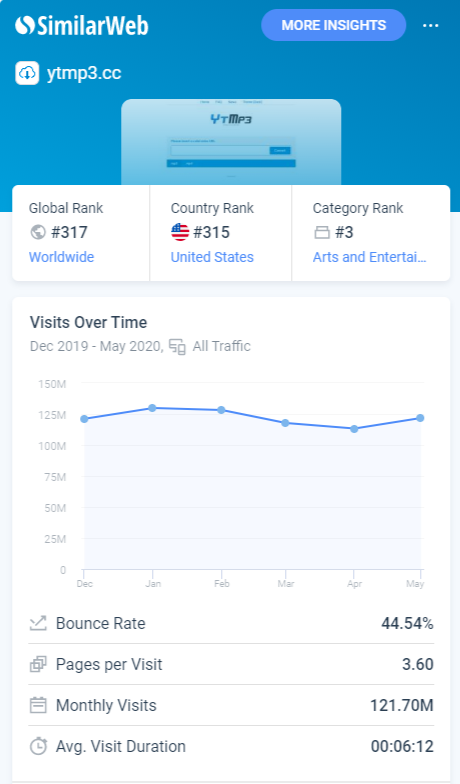 SimilarWeb
MORE INSIGHTS
ytmp3.cc
YTMP3
Global Rank
#317
Worldwide
Country Rank
#315
United States
Category Rank
#3
Arts and Entertai...
Visits Over Time
Dec 2019 - May 2020, All Traffic
150M
125M
100M
75M
50M
25M
0
Dec Jan Feb Mar Apr May
Bounce Rate 44.54%
Pages per Visit 3.60
Monthly Visits 121.70M
Avg. Visit Duration 00:06:12